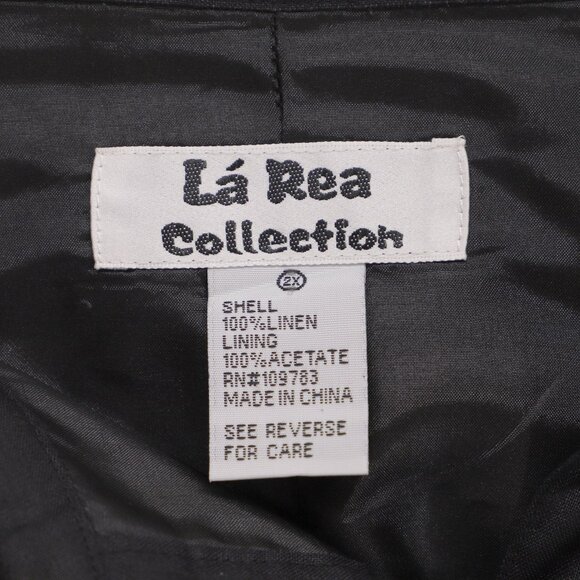 Lá Rea
Collection
2X
SHELL
100%LINEN
LINING
100%ACETATE
RN#109783
MADE IN CHINA
SEE REVERSE
FOR CARE